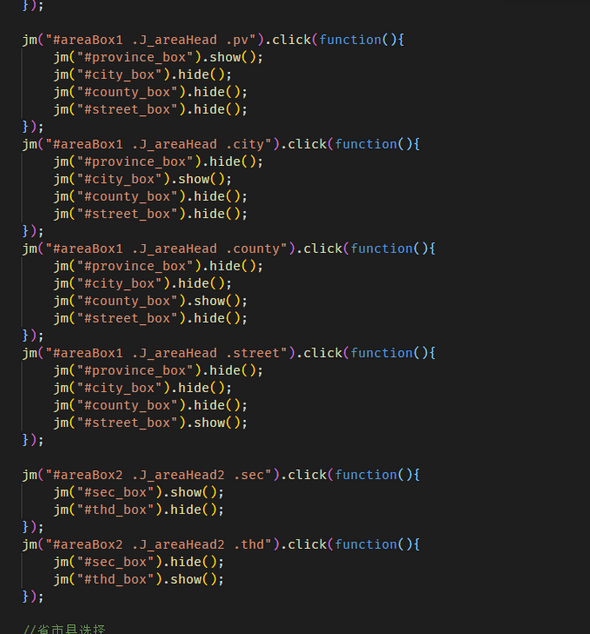 });
jm("#areaBox1 .J_areaHead .pv").click(function(){
jm("#province_box").show();
jm("#city_box").hide();
jm("#county_box").hide();
jm("#street_box").hide();
});
jm("#areaBox1 .J_areaHead .city").click(function(){
jm("#province_box").hide();
jm("#city_box").show();
jm("#county_box").hide();
jm("#street_box").hide();
});
jm("#areaBox1 .J_areaHead .county").click(function(){
jm("#province_box").hide();
jm("#city_box").hide();
jm("#county_box").show();
jm("#street_box").hide();
});
jm("#areaBox1 .J_areaHead .street").click(function(){
jm("#province_box").hide();
jm("#city_box").hide();
jm("#county_box").hide();
jm("#street_box").show();
});
jm("#areaBox2 .J_areaHead2 .sec").click(function(){
jm("#sec_box").show();
jm("#thd_box").hide();
});
jm("#areaBox2 .J_areaHead2 .thd").click(function(){
jm("#sec_box").hide();
jm("#thd_box").show();
});
//省市县选择